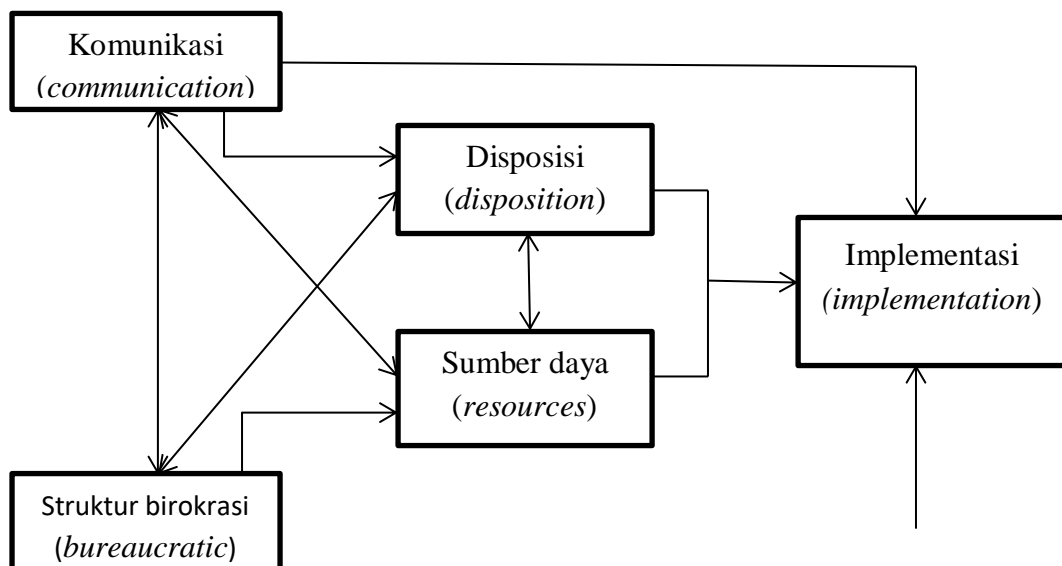 Komunikasi
(communication)
Disposisi
(disposition)
Implementasi
(implementation)
Sumber daya
(resources)
Struktur birokrasi
(bureaucratic)